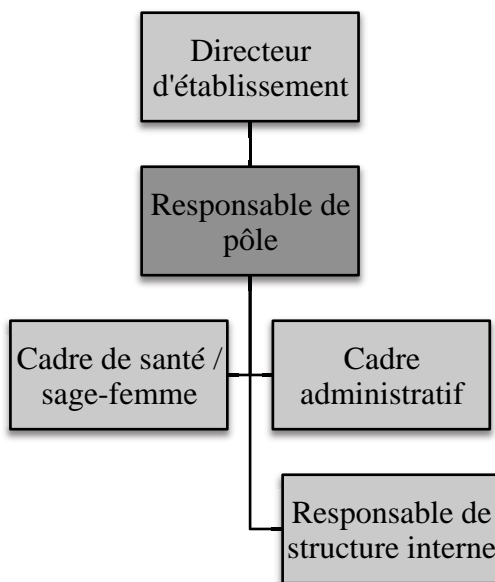 Directeur
d'établissement
Responsable de
pôle
Cadre de santé /
sage-femme
Cadre
administratif
Responsable de
structure interne